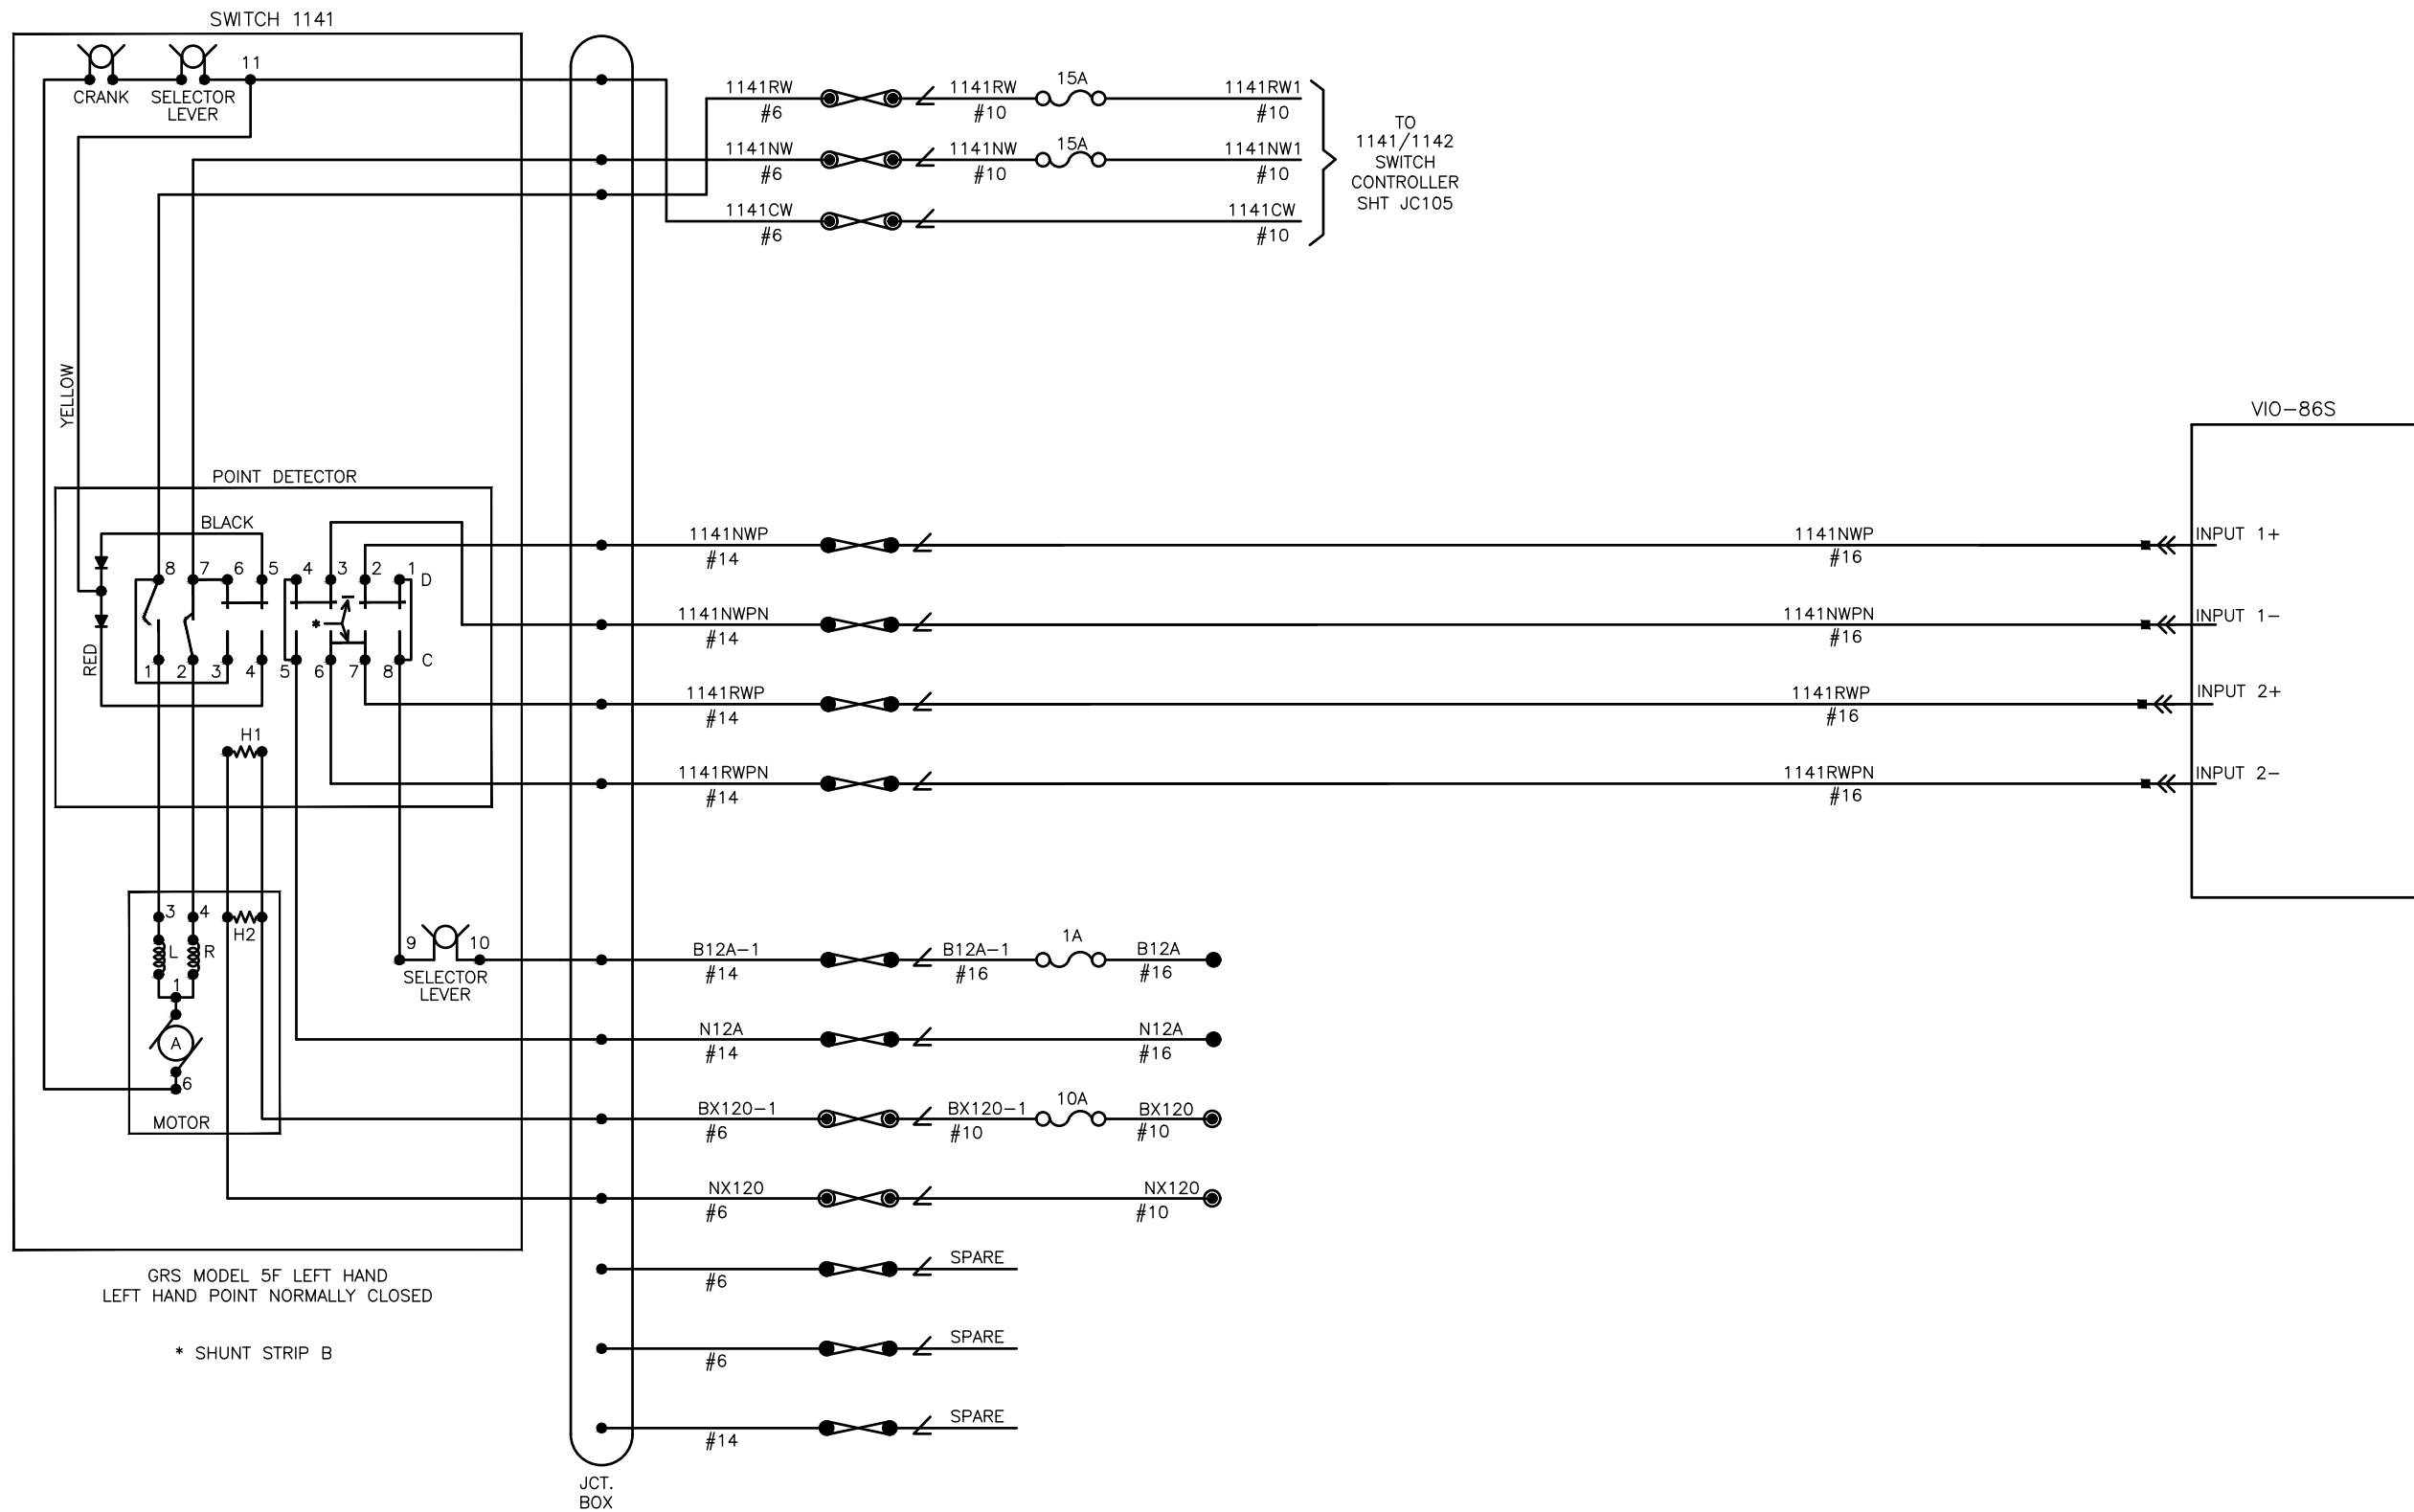 SWITCH 1141
CRANK
SELECTOR
LEVER
11
YELLOW
POINT DETECTOR
BLACK
8 7 6 5 4 3 2 1 D
*
RED
1 2 3 4 5 6 7 8 C
H1
3 4
H2
L R
1
A
6
MOTOR
9 10
SELECTOR
LEVER
GRS MODEL 5F LEFT HAND
LEFT HAND POINT NORMALLY CLOSED
* SHUNT STRIP B
JCT.
BOX
1141RW 1141RW 15A 1141RW1
#6 #10 #10
1141NW 1141NW 15A 1141NW1
#6 #10 #10
1141CW 1141CW
#6 #10
TO
1141/1142
SWITCH
CONTROLLER
SHT JC105
VIO-86S
1141NWP 1141NWP INPUT 1+
#14 #16
1141NWPN 1141NWPN INPUT 1-
#14 #16
1141RWP 1141RWP INPUT 2+
#14 #16
1141RWPN 1141RWPN INPUT 2-
#14 #16
B12A-1 B12A-1 1A B12A
#14 #16 #16
N12A N12A
#14 #16
BX120-1 BX120-1 10A BX120
#6 #10 #10
NX120 NX120
#6 #10
SPARE
#6
SPARE
#6
SPARE
#14